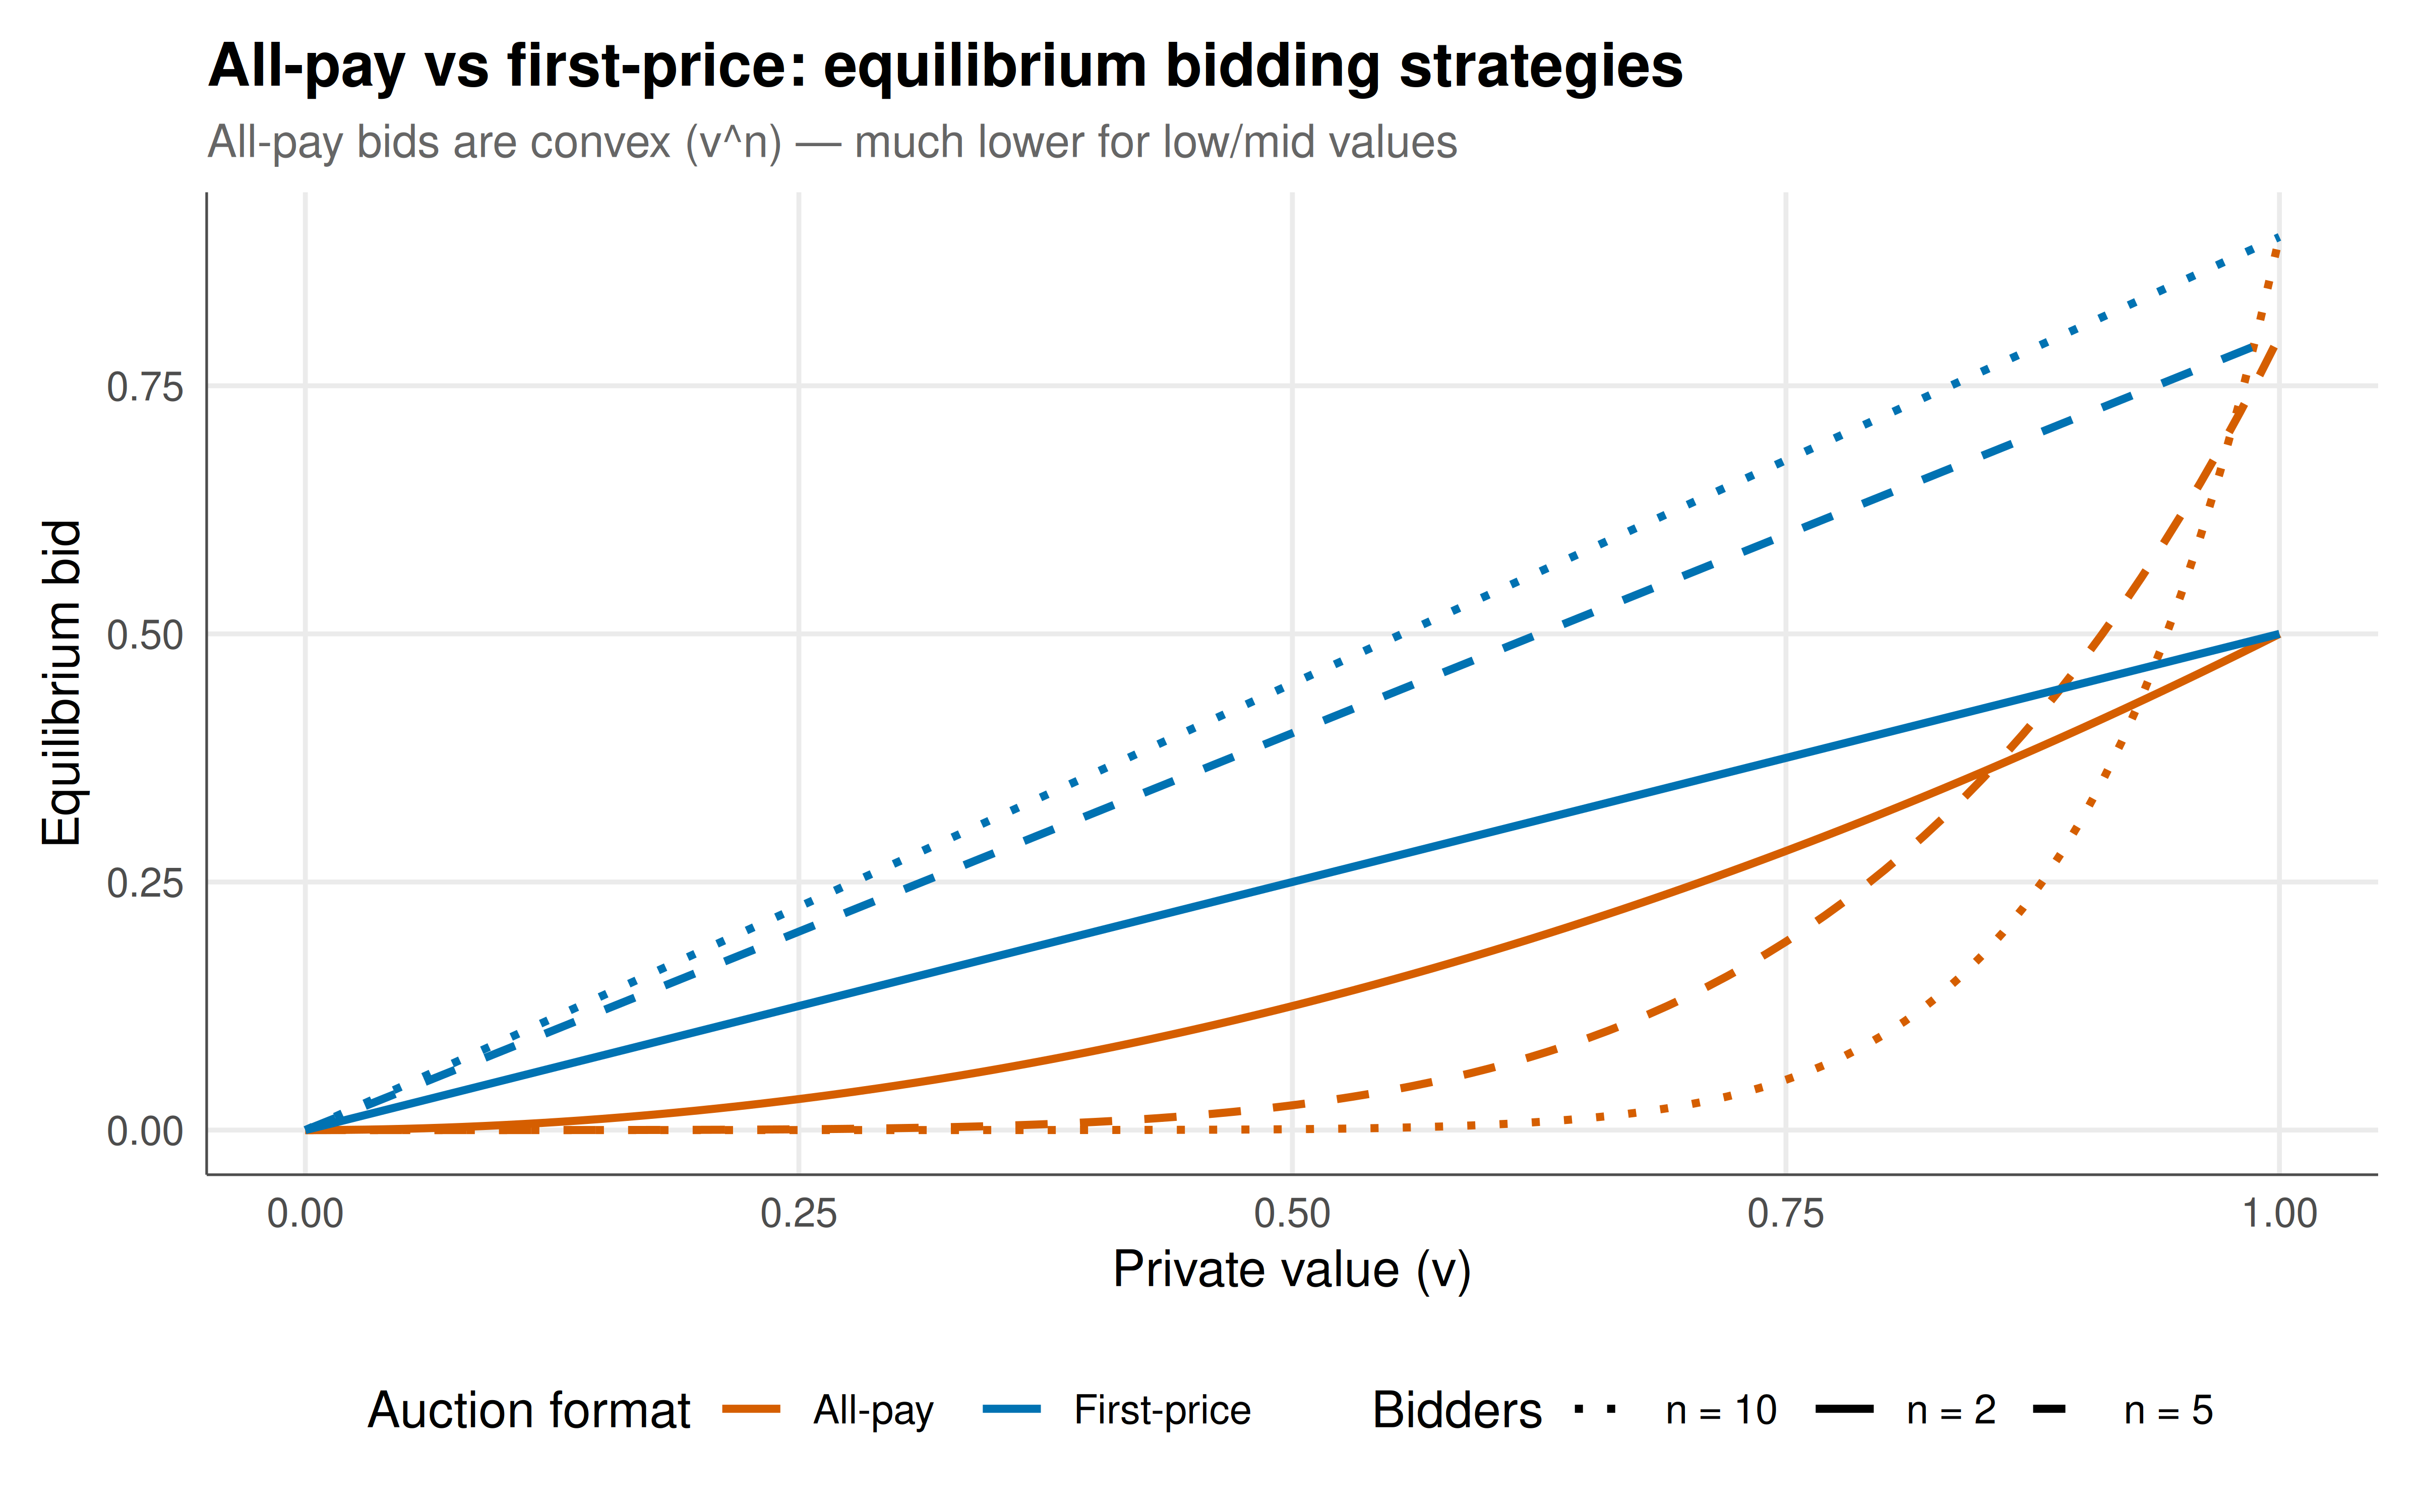 All-pay vs first-price: equilibrium bidding strategies
All-pay bids are convex (v^n) — much lower for low/mid values
Equilibrium bid
0.75
0.50
0.25
0.00
0.00 0.25 0.50 0.75 1.00
Private value (v)
Auction format All-pay First-price Bidders n = 10 n = 2 n = 5